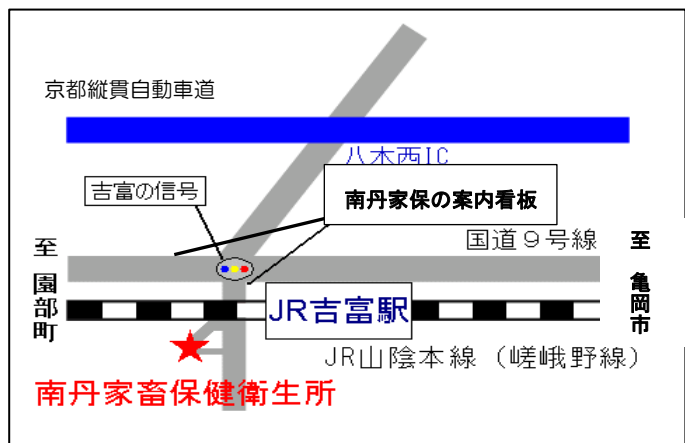 京都縦貫自動車道
八木西IC
吉富の信号
南丹家保の案内看板
国道９号線
至園部町
至亀岡市
JR吉富駅
JR山陰本線（嵯峨野線）
南丹家畜保健衛生所